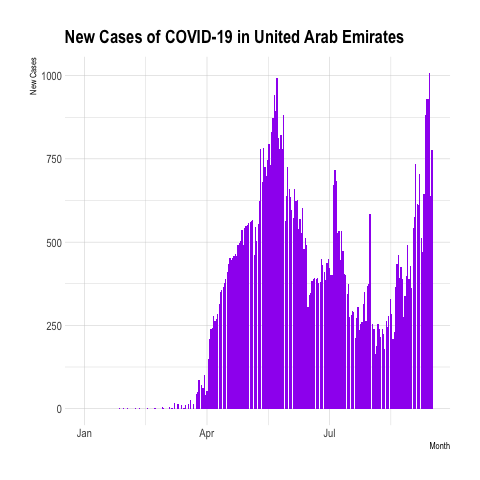 New Cases of COVID-19 in United Arab Emirates
New Cases
1000
750
500
250
0
Jan Apr Jul
Month